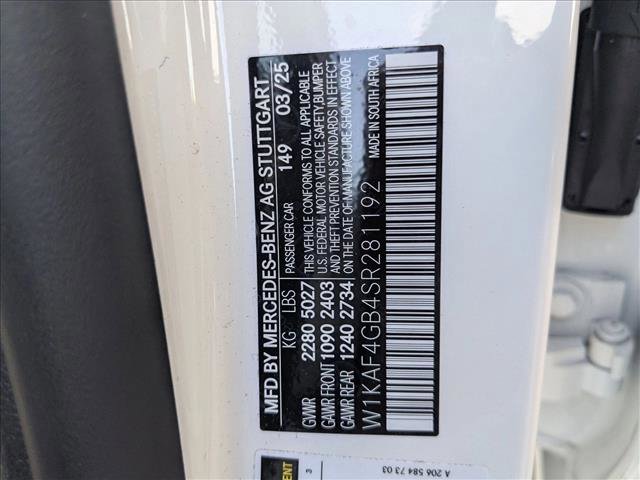 MFD BY MERCEDES-BENZ AG STUTTGART
KG LBS PASSENGER CAR 149 03/25
GVWR 2280 5027 THIS VEHICLE CONFORMS TO ALL APPLICABLE
U.S. FEDERAL MOTOR VEHICLE SAFETY, BUMPER
GAWR FRONT 1090 2403 AND THEFT PREVENTION STANDARDS IN EFFECT
GAWR REAR 1240 2734 ON THE DATE OF MANUFACTURE SHOWN ABOVE
MADE IN SOUTH AFRICA
W1KAF4GB4SR281192
3
A 206 584 73 03